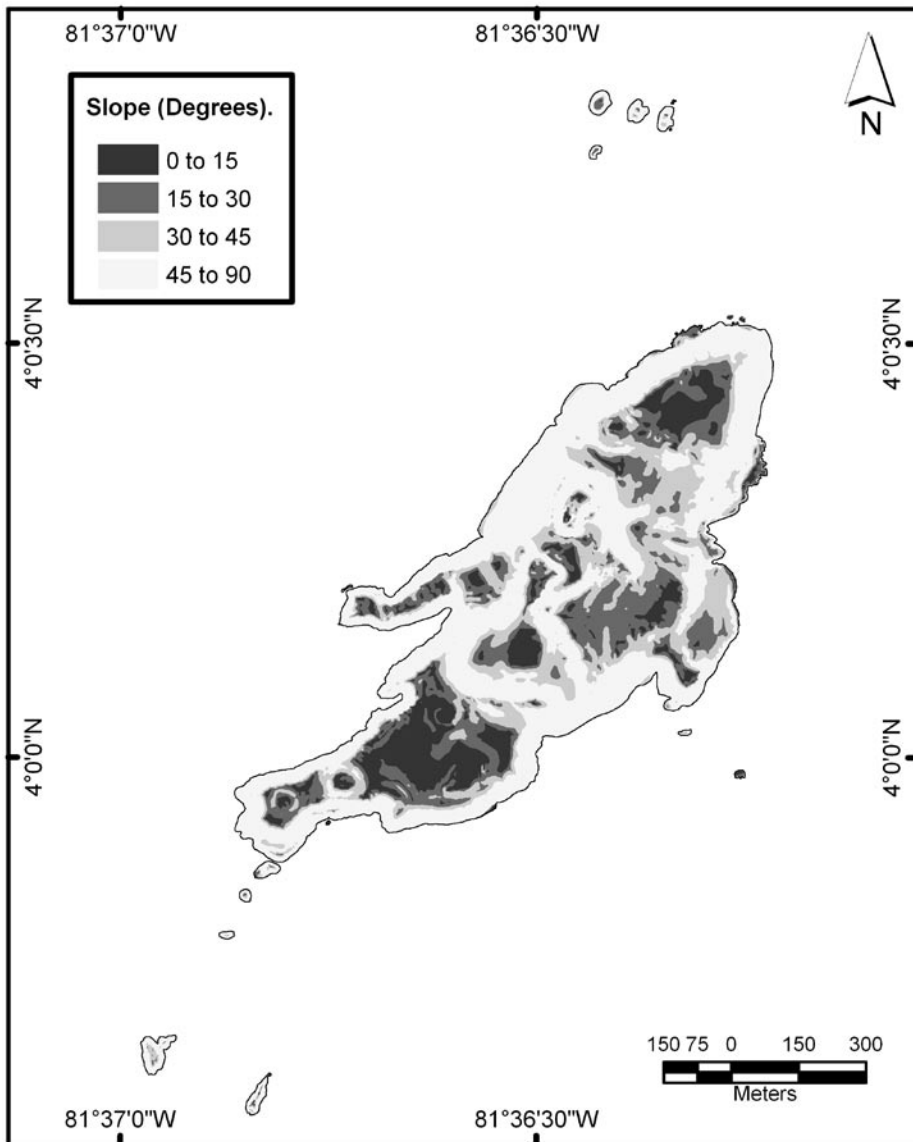 81°37'0"W 81°36'30"W
Slope (Degrees).
0 to 15
15 to 30
30 to 45
45 to 90
N
4°0'30"N 4°0'30"N
4°0'0"N 4°0'0"N
150 75 0 150 300
Meters
81°37'0"W 81°36'30"W